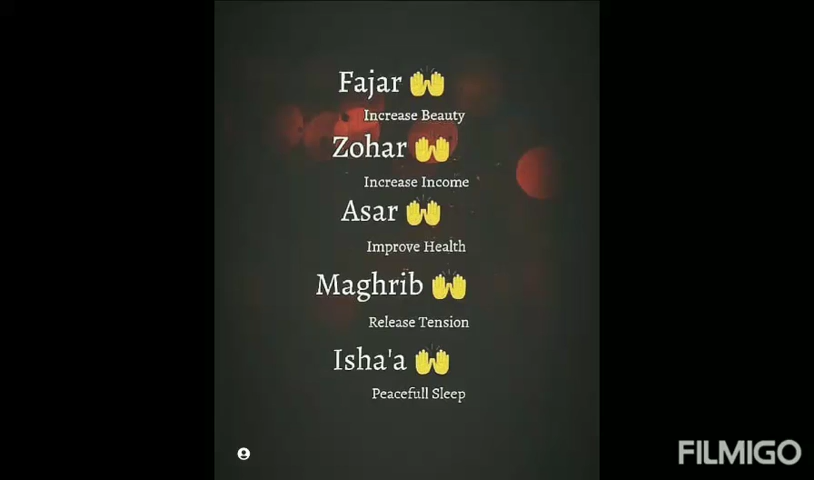 Fajar 🙌
Increase Beauty
Zohar 🙌
Increase Income
Asar 🙌
Improve Health
Maghrib 🙌
Release Tension
Isha'a 🙌
Peacefull Sleep
FILMIGO